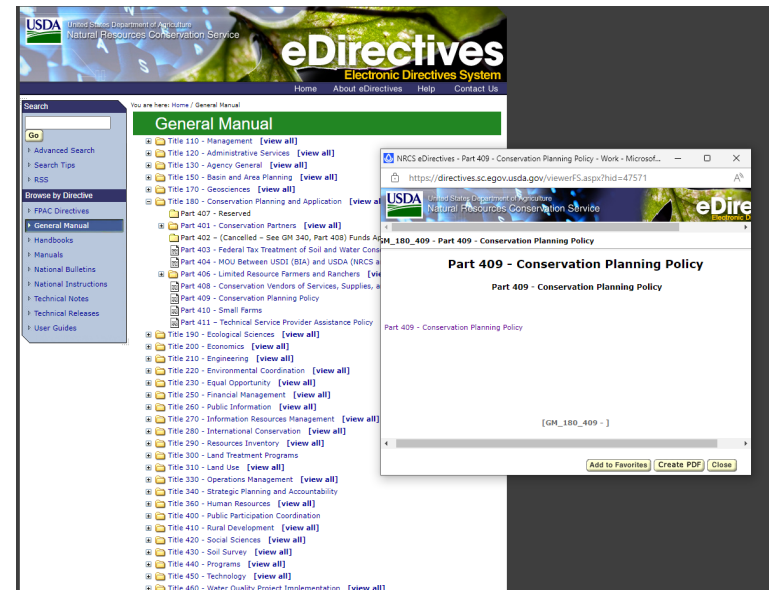 USDA United States Department of Agriculture
Natural Resources Conservation Service
eDirectives
Electronic Directives System
Home About eDirectives Help Contact Us
Search
Go
Advanced Search
Search Tips
RSS
Browse by Directive
FPAC Directives
General Manual
Handbooks
Manuals
National Bulletins
National Instructions
Technical Notes
Technical Releases
User Guides
You are here: Home / General Manual
General Manual
Title 110 - Management [view all]
Title 120 - Administrative Services [view all]
Title 130 - Agency General [view all]
Title 150 - Basin and Area Planning [view all]
Title 170 - Geosciences [view all]
Title 180 - Conservation Planning and Application [view al
Part 407 - Reserved
Part 401 - Conservation Partners [view all]
Part 402 – (Cancelled – See GM 340, Part 408) Funds A
Part 403 - Federal Tax Treatment of Soil and Water Cons
Part 404 - MOU Between USDI (BIA) and USDA (NRCS a
Part 406 - Limited Resource Farmers and Ranchers [vie
Part 408 - Conservation Vendors of Services, Supplies, a
Part 409 - Conservation Planning Policy
Part 410 - Small Farms
Part 411 – Technical Service Provider Assistance Policy
Title 190 - Ecological Sciences [view all]
Title 200 - Economics [view all]
Title 210 - Engineering [view all]
Title 220 - Environmental Coordination [view all]
Title 230 - Equal Opportunity [view all]
Title 250 - Financial Management [view all]
Title 260 - Public Information [view all]
Title 270 - Information Resources Management [view all]
Title 280 - International Conservation [view all]
Title 290 - Resources Inventory [view all]
Title 300 - Land Treatment Programs
Title 310 - Land Use [view all]
Title 330 - Operations Management [view all]
Title 340 - Strategic Planning and Accountability
Title 360 - Human Resources [view all]
Title 400 - Public Participation Coordination
Title 410 - Rural Development [view all]
Title 420 - Social Sciences [view all]
Title 430 - Soil Survey [view all]
Title 440 - Programs [view all]
Title 450 - Technology [view all]
Title 460 - Water Quality Project Implementation [view all]
NRCS eDirectives - Part 409 - Conservation Planning Policy - Work - Microsof...
https://directives.sc.egov.usda.gov/viewerFS.aspx?hid=47571
USDA United States Department of Agriculture
Natural Resources Conservation Service
eDire
Electronic D
GM_180_409 - Part 409 - Conservation Planning Policy
Part 409 - Conservation Planning Policy
Part 409 - Conservation Planning Policy
Part 409 - Conservation Planning Policy
[GM_180_409 - ]
Add to Favorites Create PDF Close